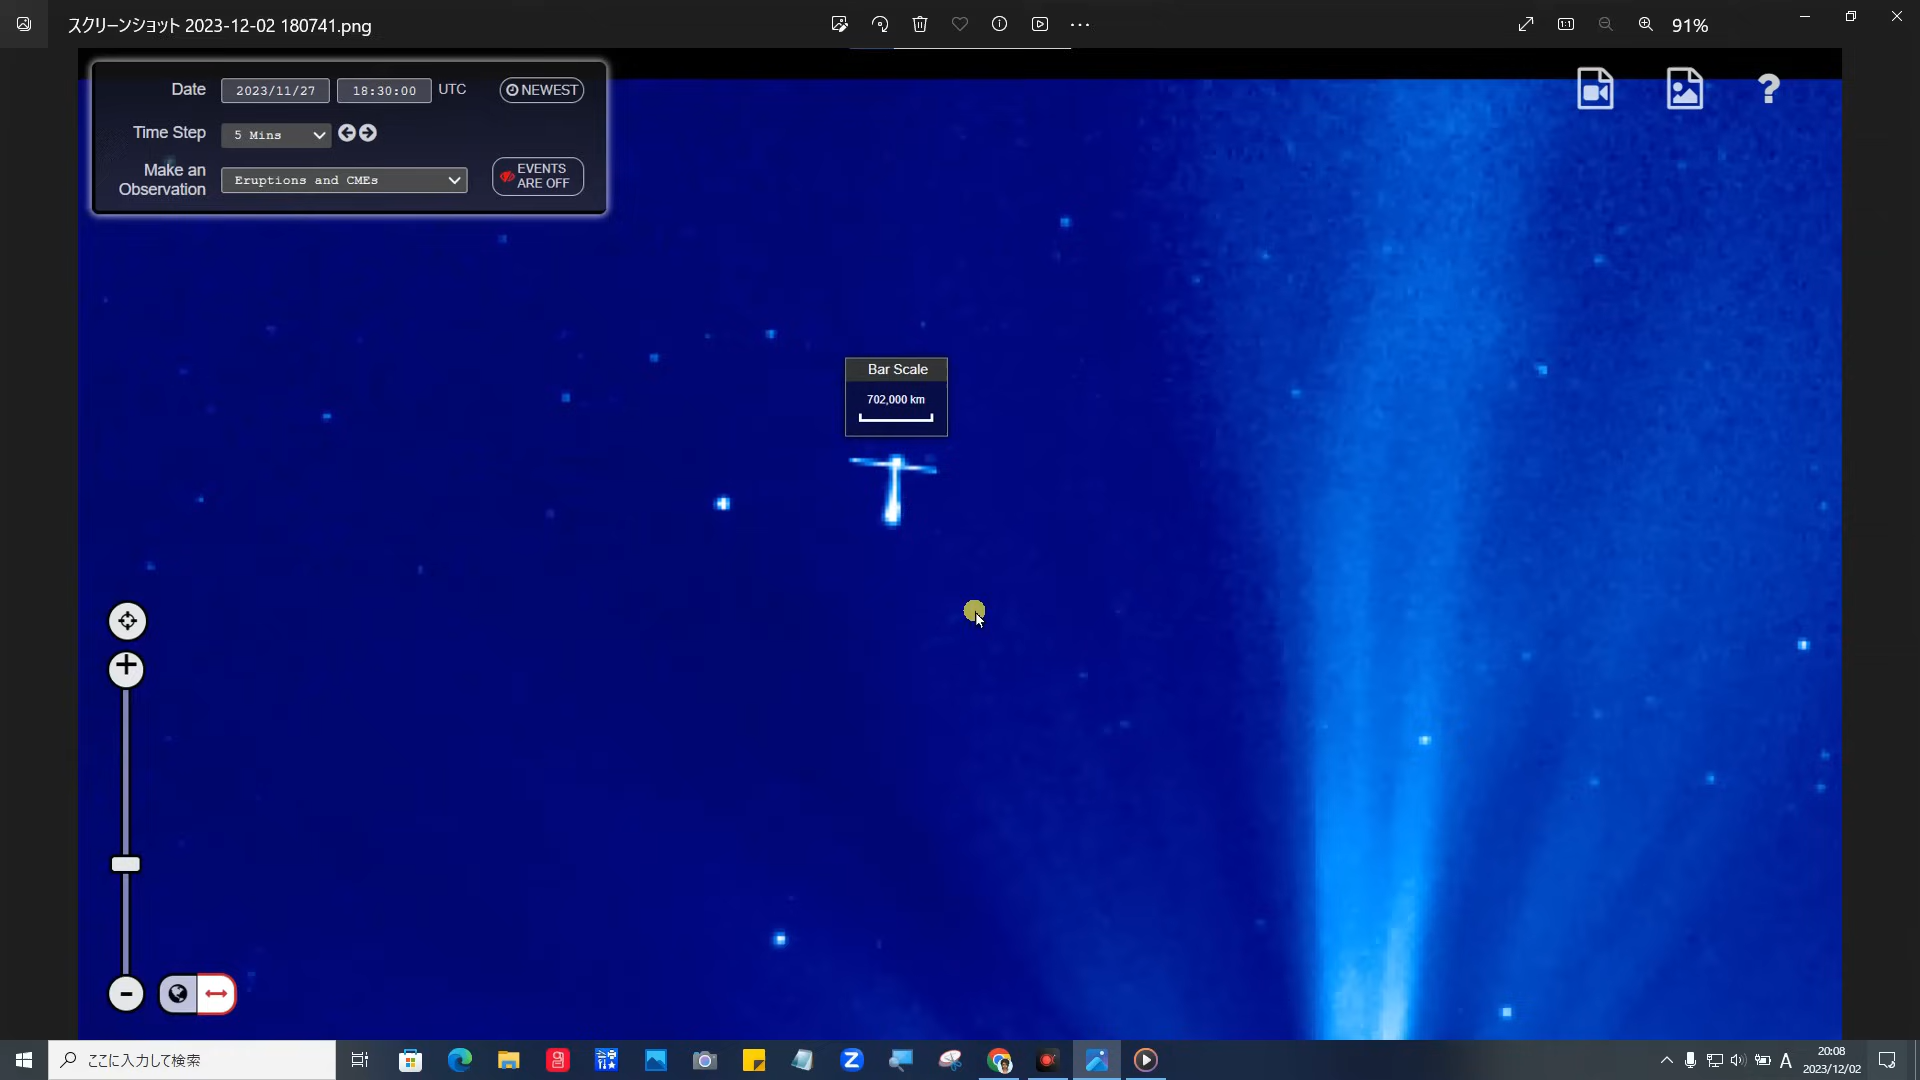 スクリーンショット 2023-12-02 180741.png
91%
Date 2023/11/27 18:30:00 UTC NEWEST
Time Step 5 Mins
Make an
Observation
Eruptions and CMEs
EVENTS
ARE OFF
?
Bar Scale
702,000 km
ここに入力して検索
A
20:08
2023/12/02